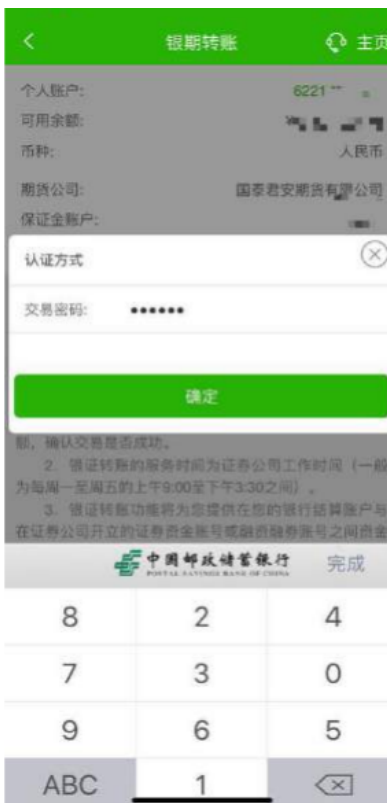 银期转账
主页
个人账户: 6221 **
可用余额:
币种: 人民币
期货公司: 国泰君安期货有限公司
保证金账户:
认证方式
交易密码: ••••••
确定
额，确认交易是否成功。
2. 银证转账的服务时间为证券公司工作时间（一般
为每周一至周五的上午9:00至下午3:30之间）。
3. 银证转账功能将为您提供在您的银行结算账户与
在证券公司开立的证券资金账号或融资融券账号之间资金
中国邮政储蓄银行 完成
POSTAL SAVINGS BANK OF CHINA
8 2 4
7 3 0
9 6 5
ABC 1